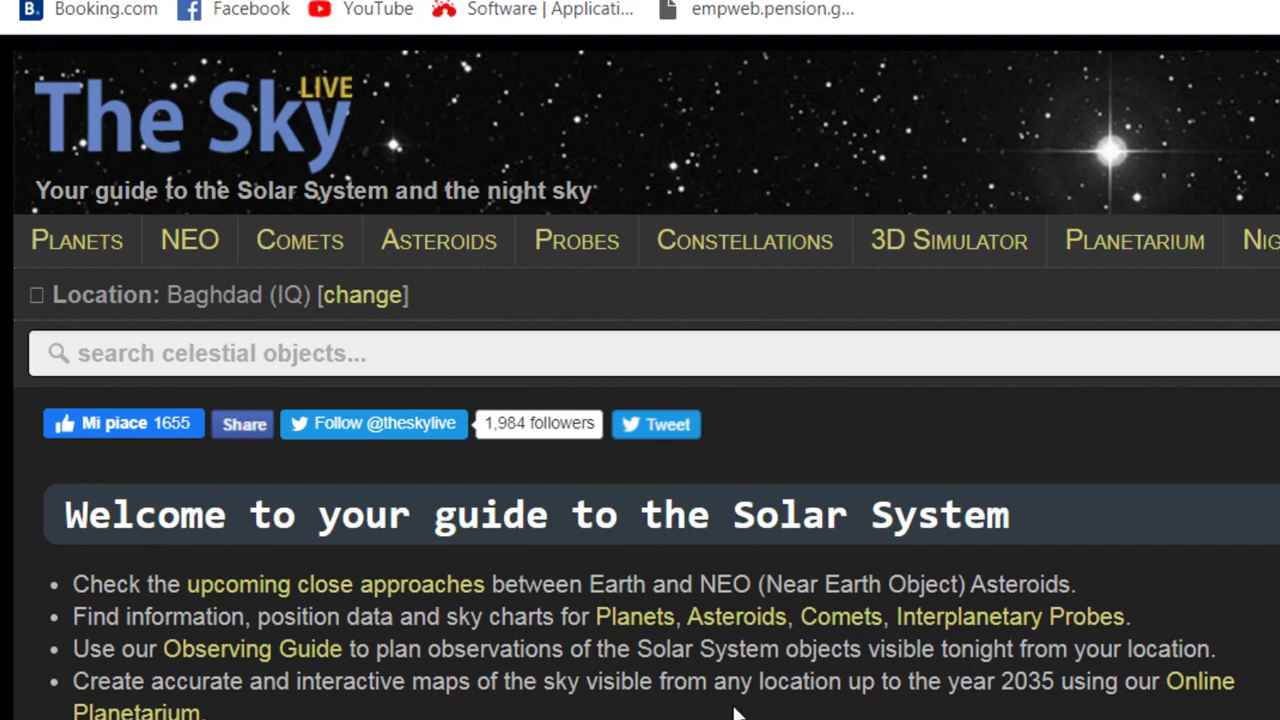 Booking.com Facebook YouTube Software | Applicati... empweb.pension.g...
The Sky LIVE
Your guide to the Solar System and the night sky
PLANETS NEO COMETS ASTEROIDS PROBES CONSTELLATIONS 3D SIMULATOR PLANETARIUM NIG
Location: Baghdad (IQ) [change]
search celestial objects...
Mi piace 1655 Share Follow @theskylive 1,984 followers Tweet
Welcome to your guide to the Solar System
• Check the upcoming close approaches between Earth and NEO (Near Earth Object) Asteroids.
• Find information, position data and sky charts for Planets, Asteroids, Comets, Interplanetary Probes.
• Use our Observing Guide to plan observations of the Solar System objects visible tonight from your location.
• Create accurate and interactive maps of the sky visible from any location up to the year 2035 using our Online
Planetarium.